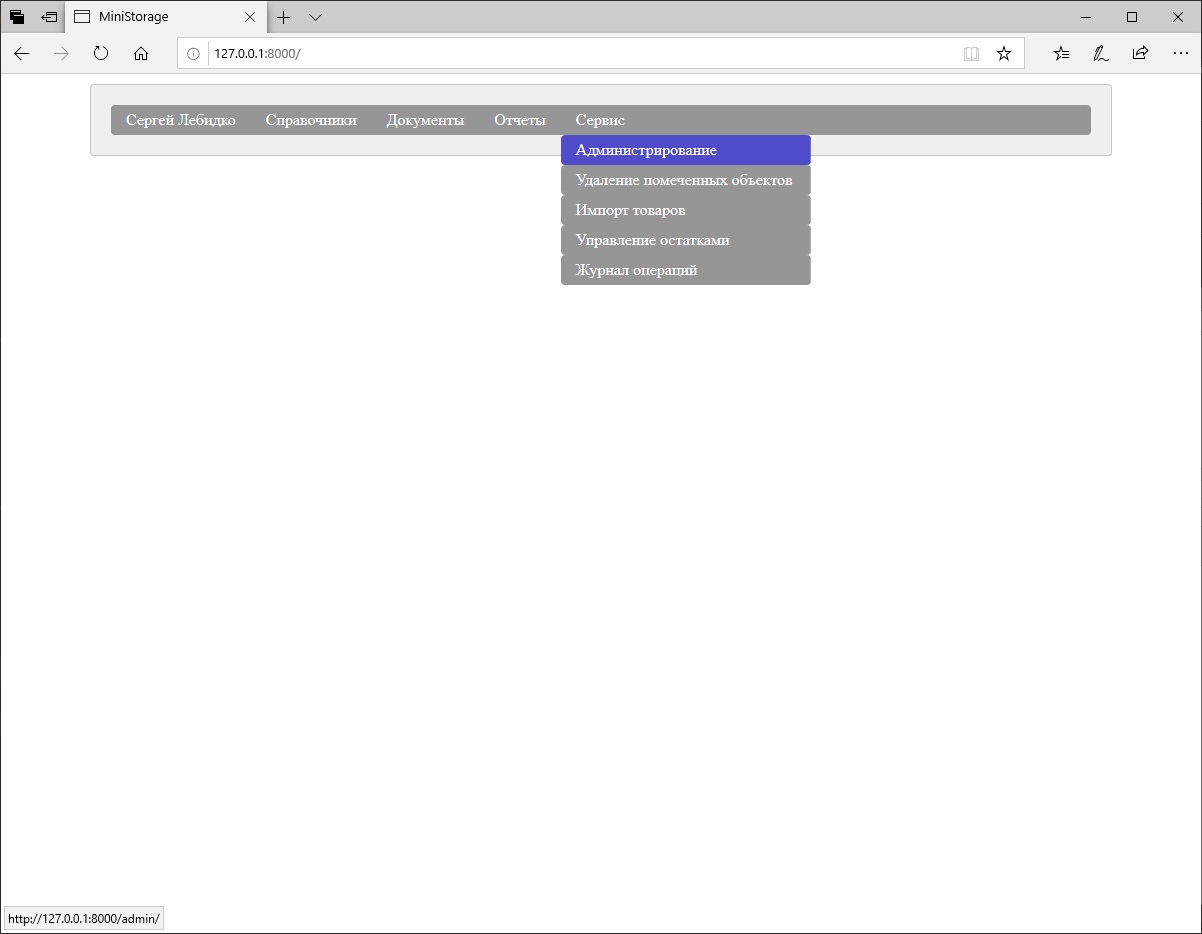 MiniStorage
127.0.0.1:8000/
Сергей Лебидко Справочники Документы Отчеты Сервис
Администрирование
Удаление помеченных объектов
Импорт товаров
Управление остатками
Журнал операций
http://127.0.0.1:8000/admin/